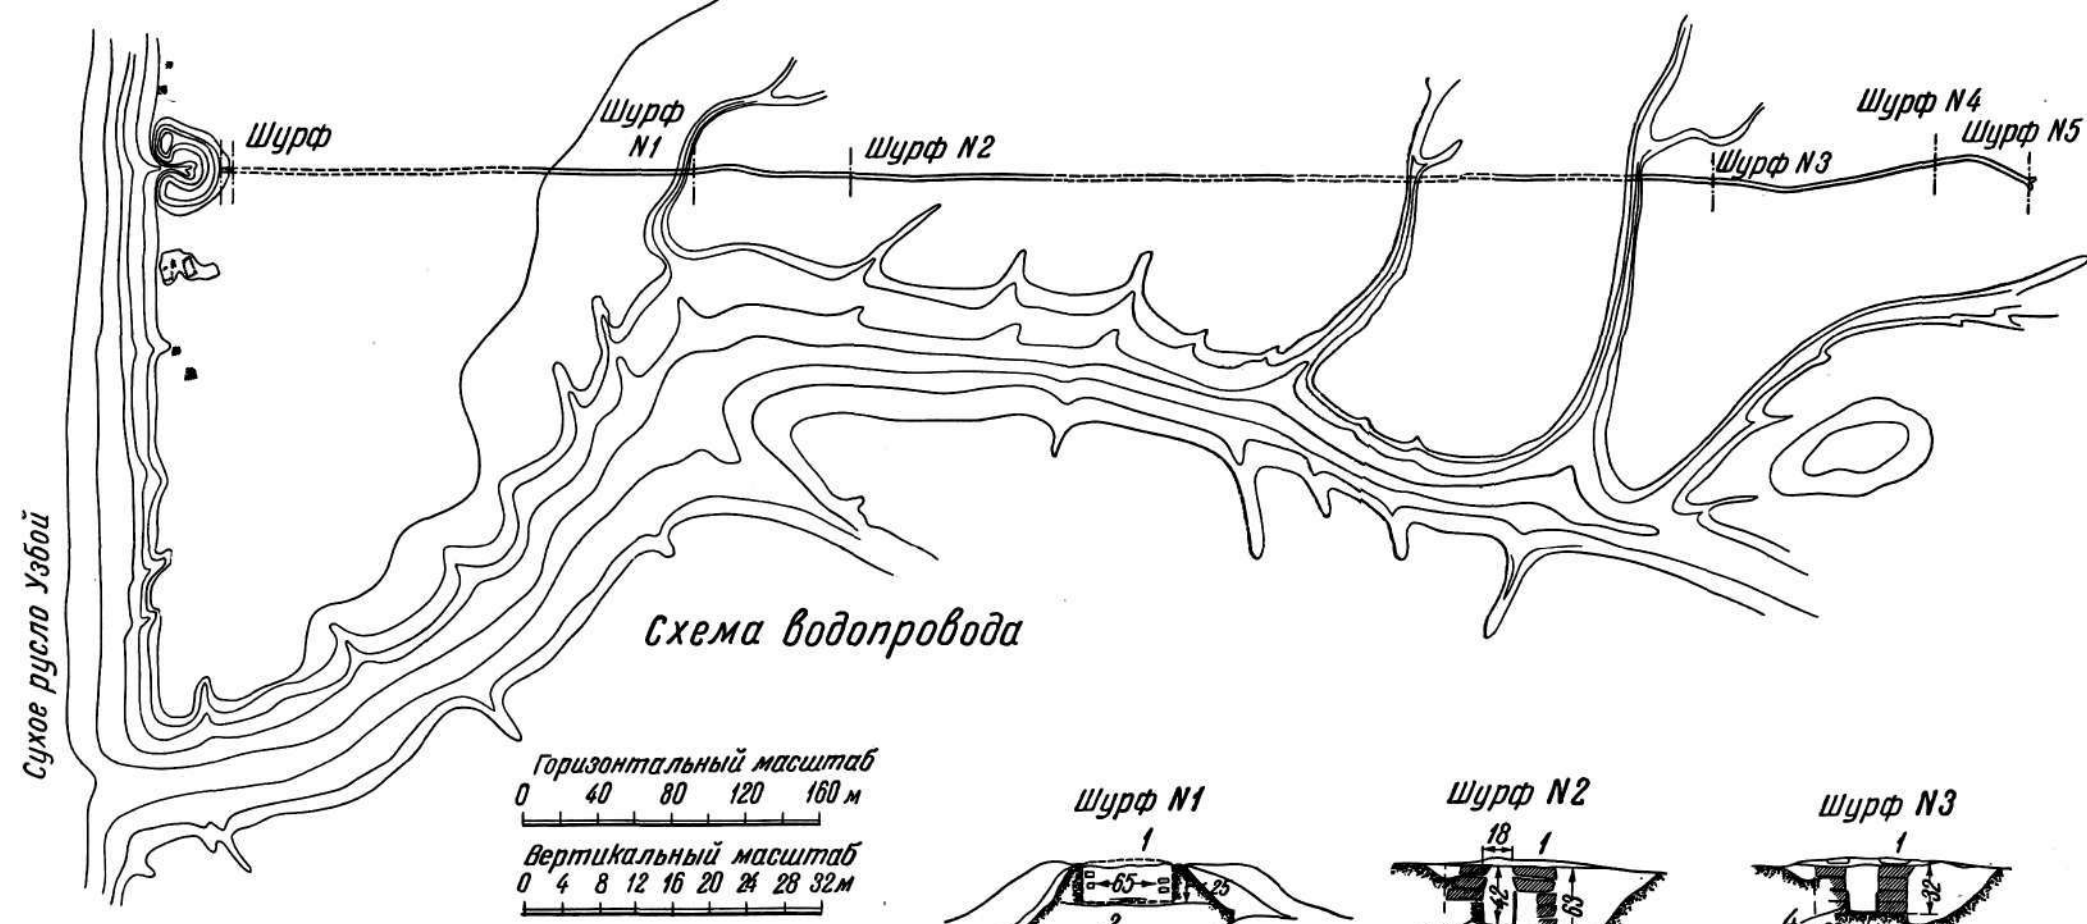 Шурф
Шурф N1
Шурф N2
Шурф N3
Шурф N4
Шурф N5
Сухое русло Узбой
Схема водопровода
Горизонтальный масштаб
0 40 80 120 160 м
Вертикальный масштаб
0 4 8 12 16 20 24 28 32 м
Шурф N1
1
65
25
2
Шурф N2
18 1
42
63
Шурф N3
1
32
4